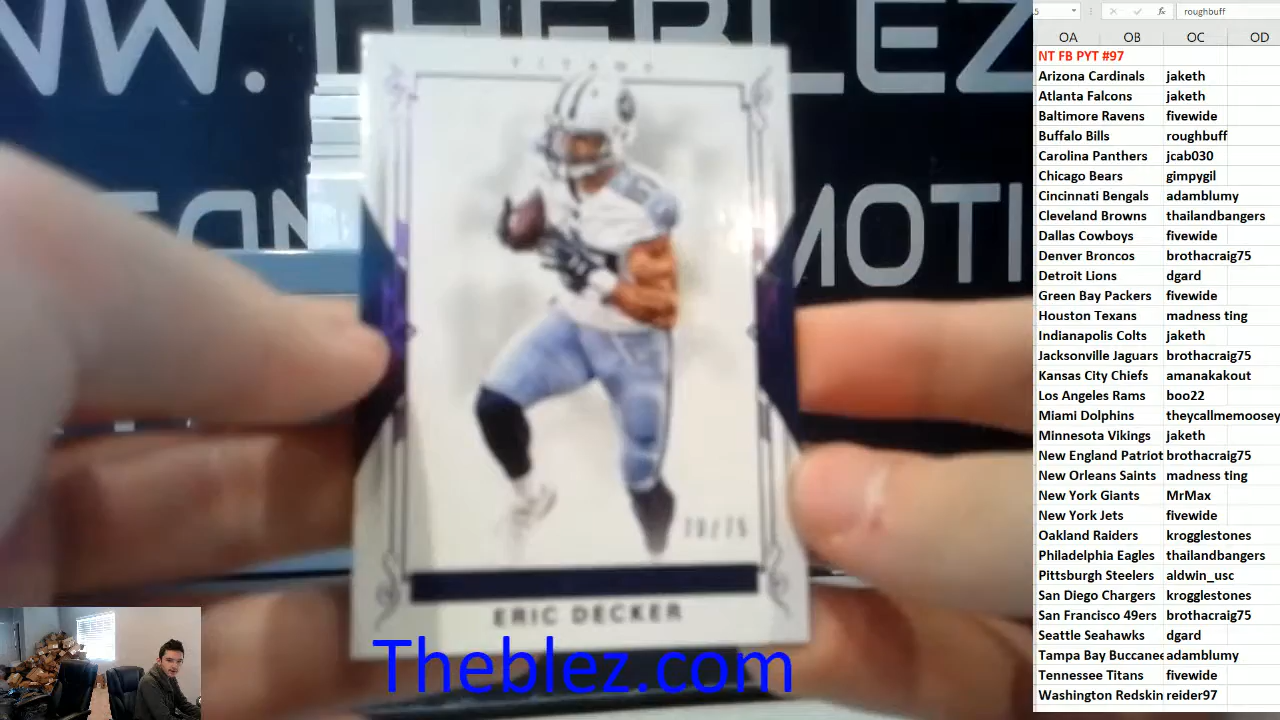 5
roughbuff
OA OB OC OD
NT FB PYT #97
Arizona Cardinals jaketh
Atlanta Falcons jaketh
Baltimore Ravens fivewide
Buffalo Bills roughbuff
Carolina Panthers jcab030
Chicago Bears gimpygil
Cincinnati Bengals adamblumy
Cleveland Browns thailandbangers
Dallas Cowboys fivewide
Denver Broncos brothacraig75
Detroit Lions dgard
Green Bay Packers fivewide
Houston Texans madness ting
Indianapolis Colts jaketh
Jacksonville Jaguars brothacraig75
Kansas City Chiefs amanakakout
Los Angeles Rams boo22
Miami Dolphins theycallmemoosey
Minnesota Vikings jaketh
New England Patriot brothacraig75
New Orleans Saints madness ting
New York Giants MrMax
New York Jets fivewide
Oakland Raiders krogglestones
Philadelphia Eagles thailandbangers
Pittsburgh Steelers aldwln_usc
San Diego Chargers krogglestones
San Francisco 49ers brothacraig75
Seattle Seahawks dgard
Tampa Bay Buccanee adamblumy
Tennessee Titans fivewide
Washington Redskin reider97
NW.THEBLEZ
MOTI
TITANS
ERIC DECKER
Theblez.com